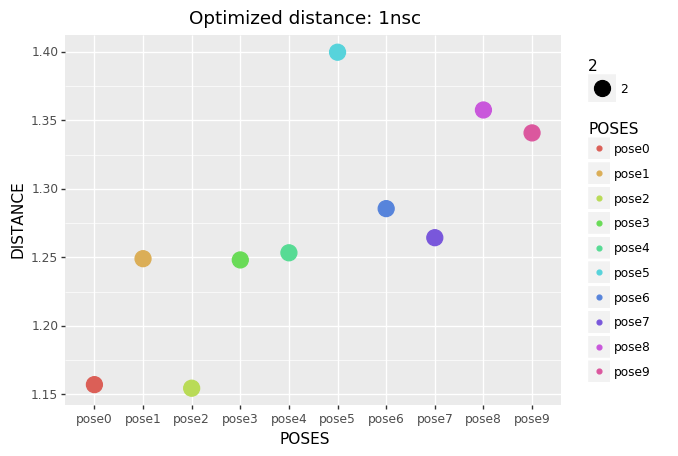 Optimized distance: 1nsc
DISTANCE
1.40
1.35
1.30
1.25
1.20
1.15
pose0 pose1 pose2 pose3 pose4 pose5 pose6 pose7 pose8 pose9
POSES
2
2
POSES
pose0
pose1
pose2
pose3
pose4
pose5
pose6
pose7
pose8
pose9